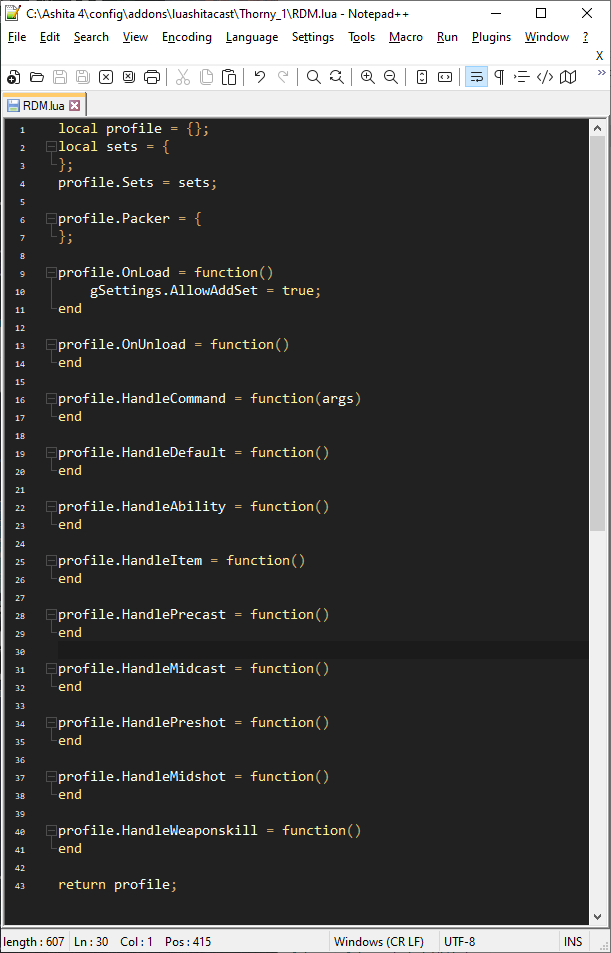 C:\Ashita 4\config\addons\luashitacast\Thorny_1\RDM.lua - Notepad++
File Edit Search View Encoding Language Settings Tools Macro Run Plugins Window ?
RDM.lua
1 local profile = {};
2 local sets = {
3 };
4 profile.Sets = sets;
5
6 profile.Packer = {
7 };
8
9 profile.OnLoad = function()
10     gSettings.AllowAddSet = true;
11 end
12
13 profile.OnUnload = function()
14 end
15
16 profile.HandleCommand = function(args)
17 end
18
19 profile.HandleDefault = function()
20 end
21
22 profile.HandleAbility = function()
23 end
24
25 profile.HandleItem = function()
26 end
27
28 profile.HandlePrecast = function()
29 end
30
31 profile.HandleMidcast = function()
32 end
33
34 profile.HandlePreshot = function()
35 end
36
37 profile.HandleMidshot = function()
38 end
39
40 profile.HandleWeaponskill = function()
41 end
42
43 return profile;
length : 607 Ln : 30 Col : 1 Pos : 415 Windows (CR LF) UTF-8 INS